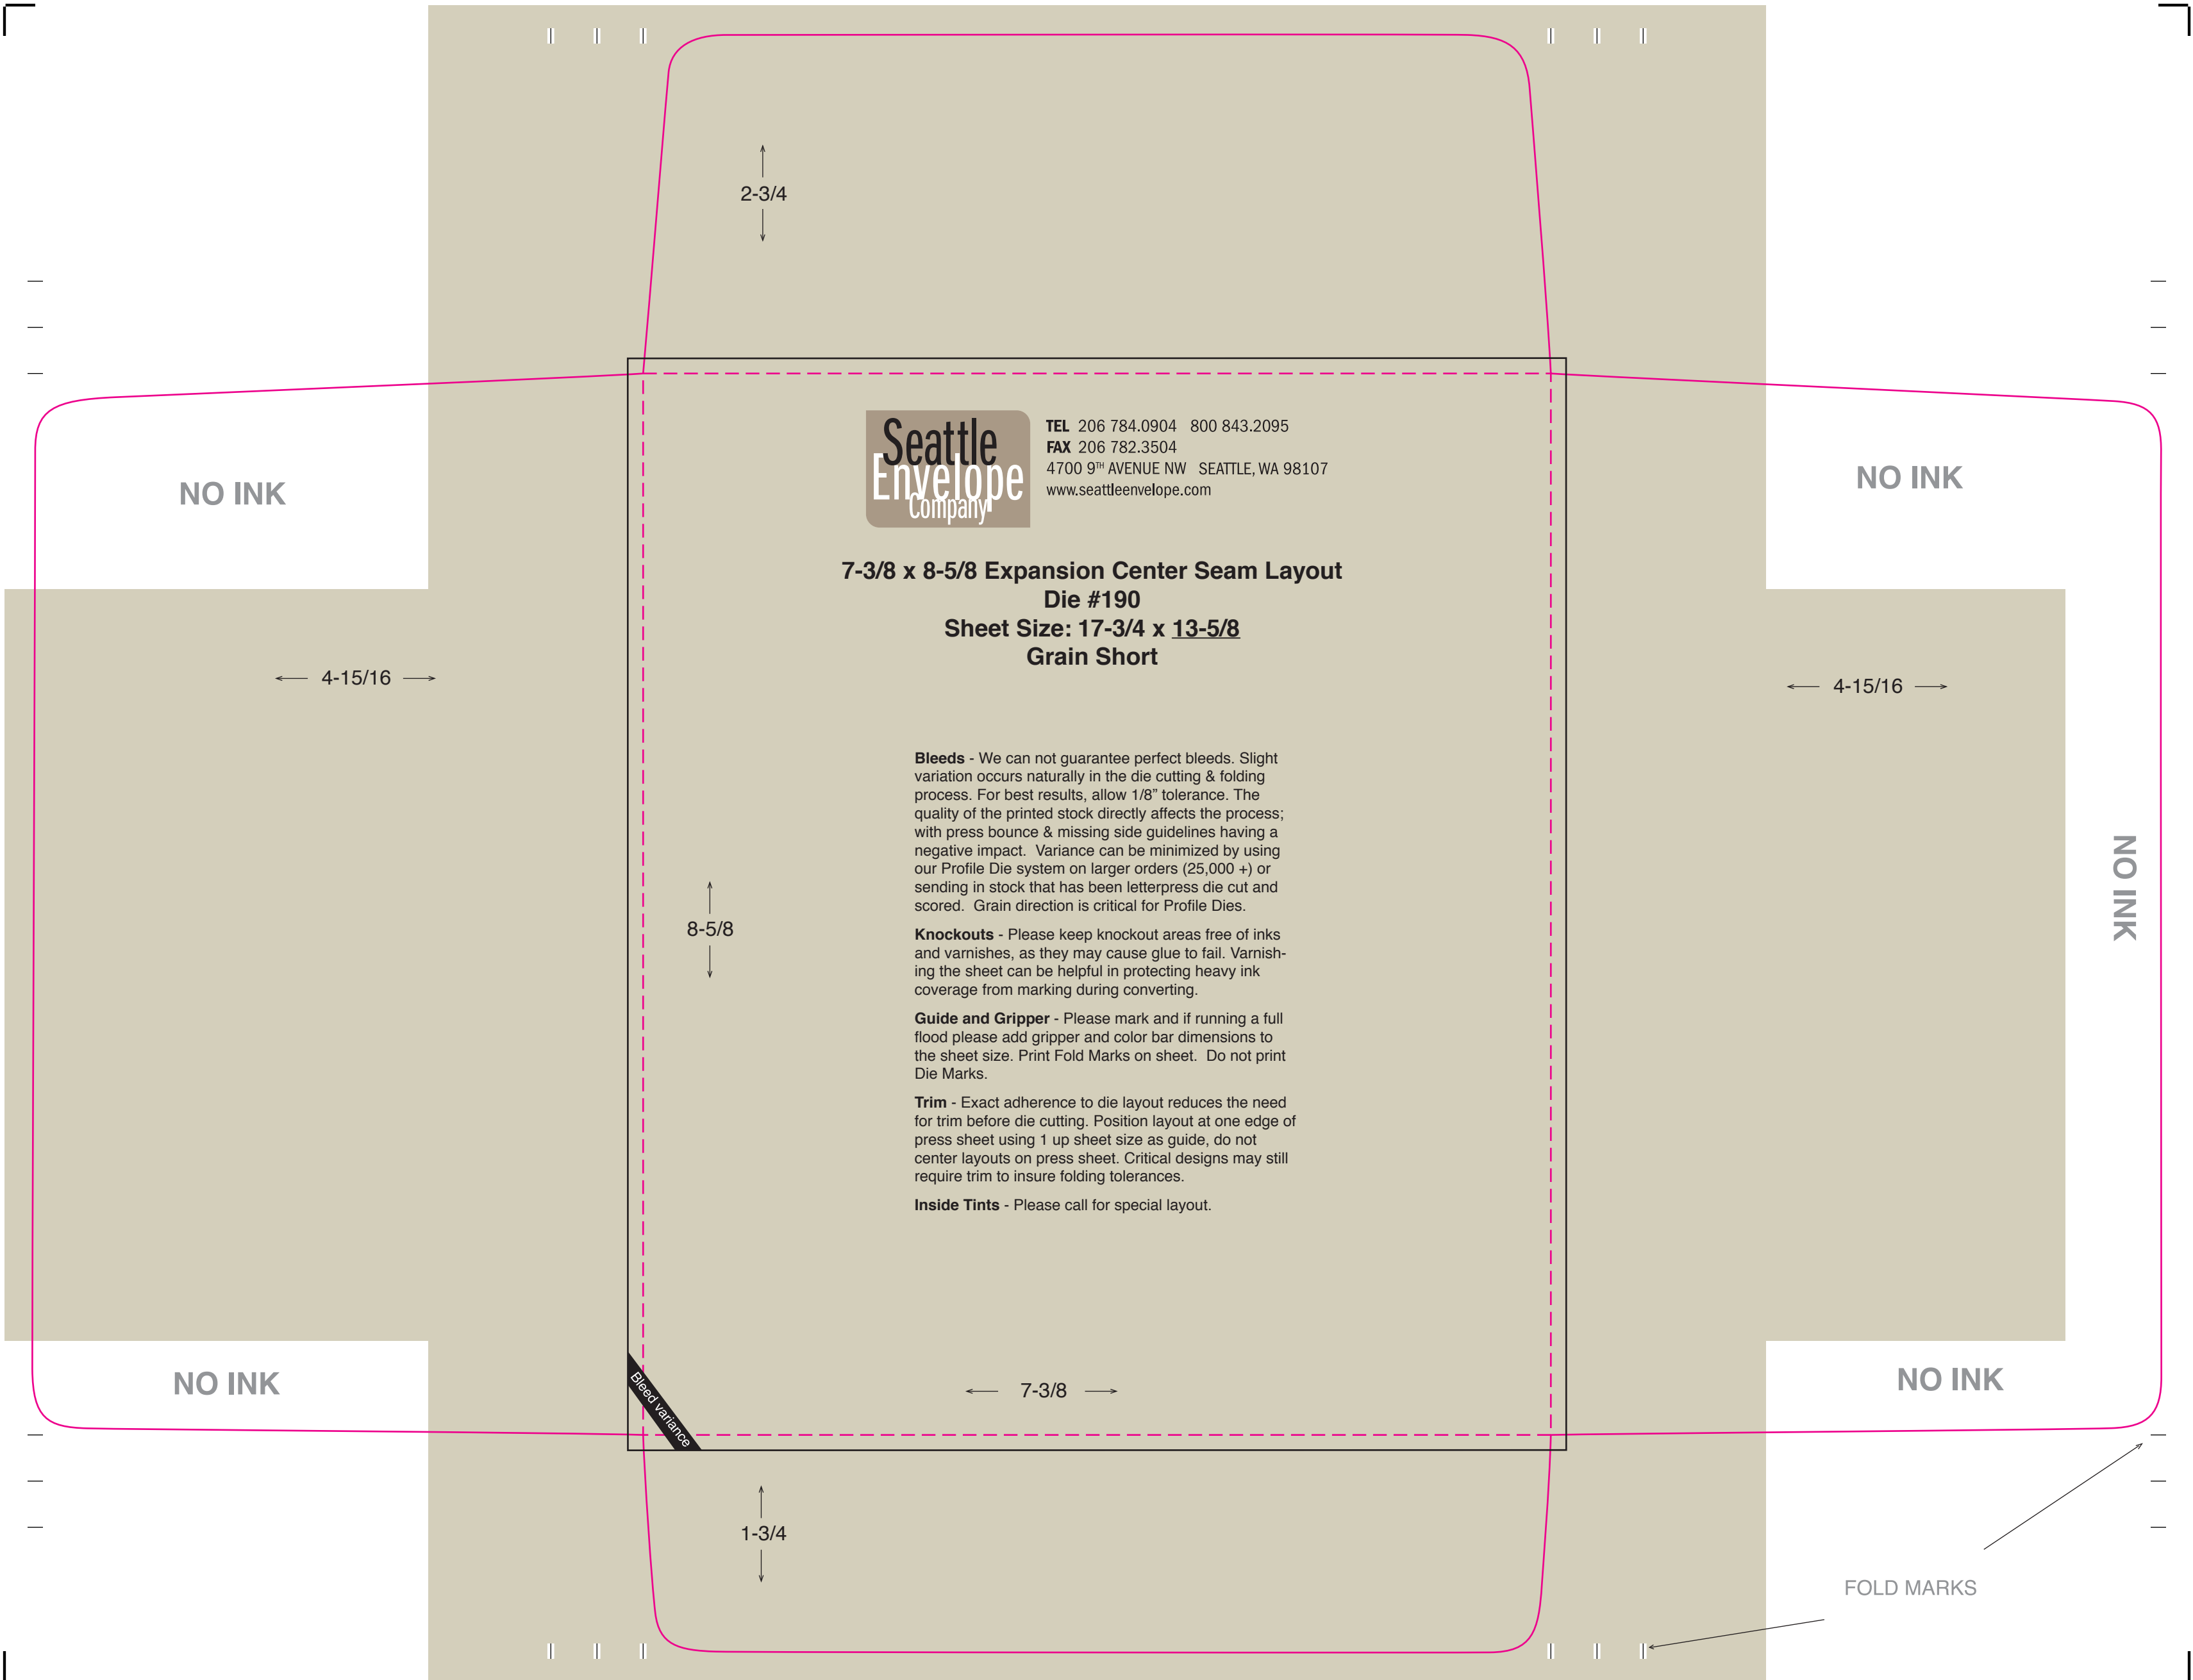 2-3/4
Seattle
Envelope
Company
TEL 206 784.0904 800 843.2095
FAX 206 782.3504
4700 9TH AVENUE NW SEATTLE, WA 98107
www.seattleenvelope.com
NO INK
NO INK
7-3/8 x 8-5/8 Expansion Center Seam Layout
Die #190
Sheet Size: 17-3/4 x 13-5/8
Grain Short
4-15/16
4-15/16
Bleeds - We can not guarantee perfect bleeds. Slight
variation occurs naturally in the die cutting & folding
process. For best results, allow 1/8” tolerance. The
quality of the printed stock directly affects the process;
with press bounce & missing side guidelines having a
negative impact. Variance can be minimized by using
our Profile Die system on larger orders (25,000 +) or
sending in stock that has been letterpress die cut and
scored. Grain direction is critical for Profile Dies.
Knockouts - Please keep knockout areas free of inks
and varnishes, as they may cause glue to fail. Varnish-
ing the sheet can be helpful in protecting heavy ink
coverage from marking during converting.
Guide and Gripper - Please mark and if running a full
flood please add gripper and color bar dimensions to
the sheet size. Print Fold Marks on sheet. Do not print
Die Marks.
Trim - Exact adherence to die layout reduces the need
for trim before die cutting. Position layout at one edge of
press sheet using 1 up sheet size as guide, do not
center layouts on press sheet. Critical designs may still
require trim to insure folding tolerances.
Inside Tints - Please call for special layout.
8-5/8
NO INK
NO INK
Bleed variance
7-3/8
NO INK
1-3/4
FOLD MARKS